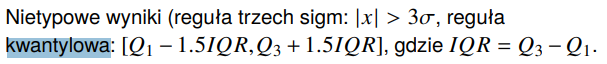 Nietypowe wyniki (reguła trzech sigm: |x| > 3σ, reguła
kwantylowa: [Q₁ − 1.5IQR, Q₃ + 1.5IQR], gdzie IQR = Q₃ − Q₁.